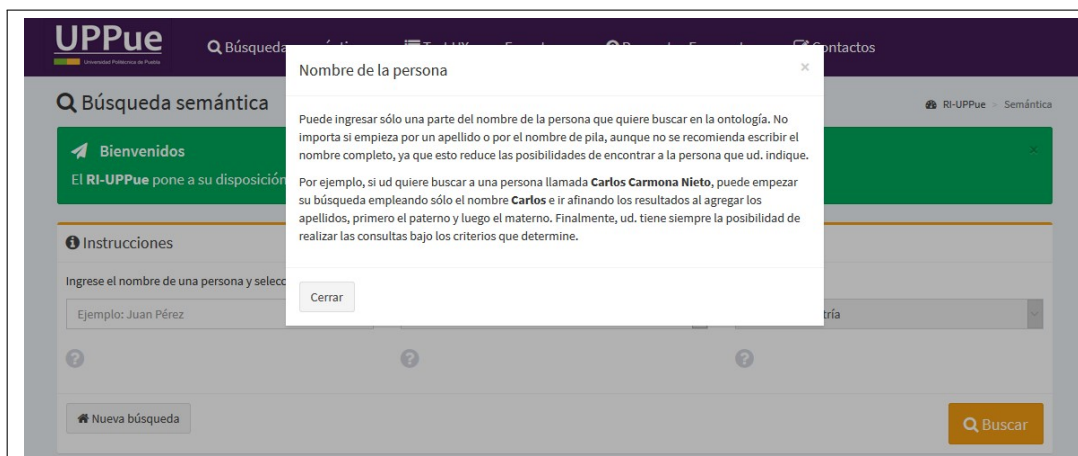 UPPue
Universidad Politécnica de Puebla
Búsqueda
Contactos
Búsqueda semántica
RI-UPPue > Semántica
Bienvenidos
El RI-UPPue pone a su disposición
Nombre de la persona
×
Puede ingresar sólo una parte del nombre de la persona que quiere buscar en la ontología. No
importa si empieza por un apellido o por el nombre de pila, aunque no se recomienda escribir el
nombre completo, ya que esto reduce las posibilidades de encontrar a la persona que ud. indique.
Por ejemplo, si ud quiere buscar a una persona llamada Carlos Carmona Nieto, puede empezar
su búsqueda empleando sólo el nombre Carlos e ir afinando los resultados al agregar los
apellidos, primero el paterno y luego el materno. Finalmente, ud. tiene siempre la posibilidad de
realizar las consultas bajo los criterios que determine.
Cerrar
Instrucciones
Ingrese el nombre de una persona y selecc
Ejemplo: Juan Pérez
tría
Nueva búsqueda
Buscar